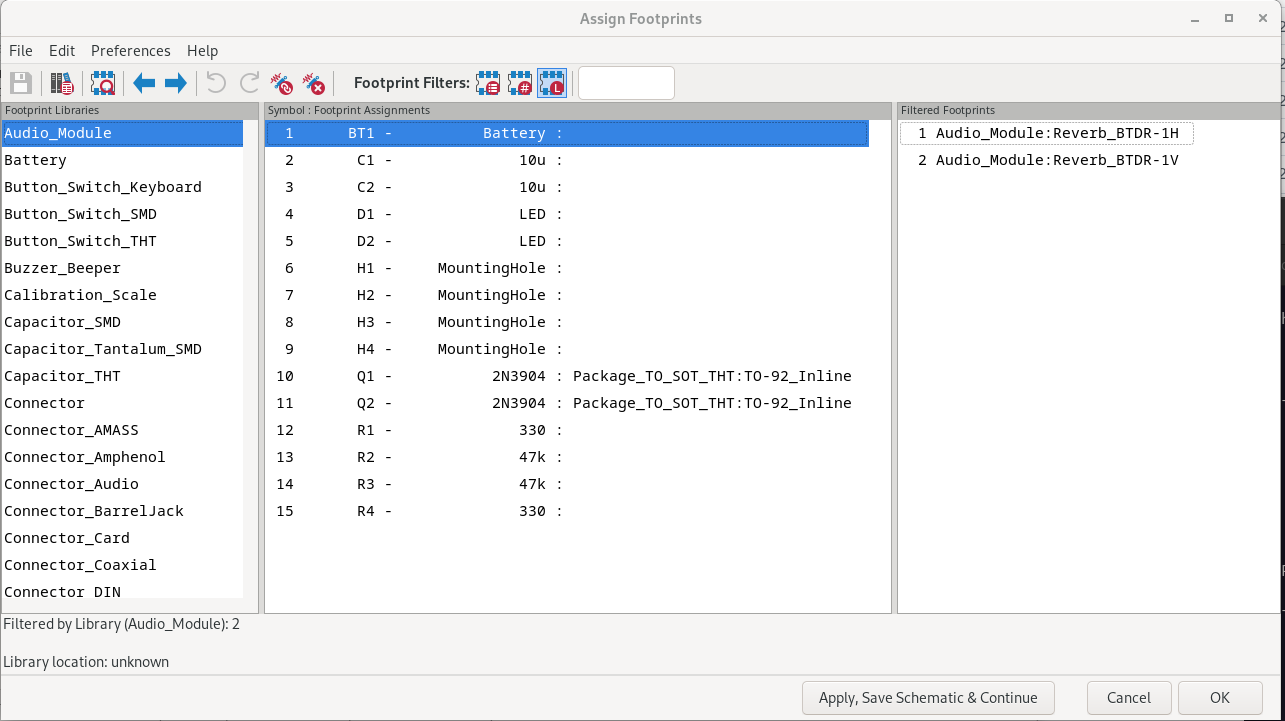 Assign Footprints
File Edit Preferences Help
Footprint Filters:
Footprint Libraries
Audio_Module
Battery
Button_Switch_Keyboard
Button_Switch_SMD
Button_Switch_THT
Buzzer_Beeper
Calibration_Scale
Capacitor_SMD
Capacitor_Tantalum_SMD
Capacitor_THT
Connector
Connector_AMASS
Connector_Amphenol
Connector_Audio
Connector_BarrelJack
Connector_Card
Connector_Coaxial
Connector_DIN
Symbol : Footprint Assignments
1 BT1 - Battery :
2 C1 - 10u :
3 C2 - 10u :
4 D1 - LED :
5 D2 - LED :
6 H1 - MountingHole :
7 H2 - MountingHole :
8 H3 - MountingHole :
9 H4 - MountingHole :
10 Q1 - 2N3904 : Package_TO_SOT_THT:TO-92_Inline
11 Q2 - 2N3904 : Package_TO_SOT_THT:TO-92_Inline
12 R1 - 330 :
13 R2 - 47k :
14 R3 - 47k :
15 R4 - 330 :
Filtered Footprints
1 Audio_Module:Reverb_BTDR-1H
2 Audio_Module:Reverb_BTDR-1V
Filtered by Library (Audio_Module): 2
Library location: unknown
Apply, Save Schematic & Continue
Cancel
OK